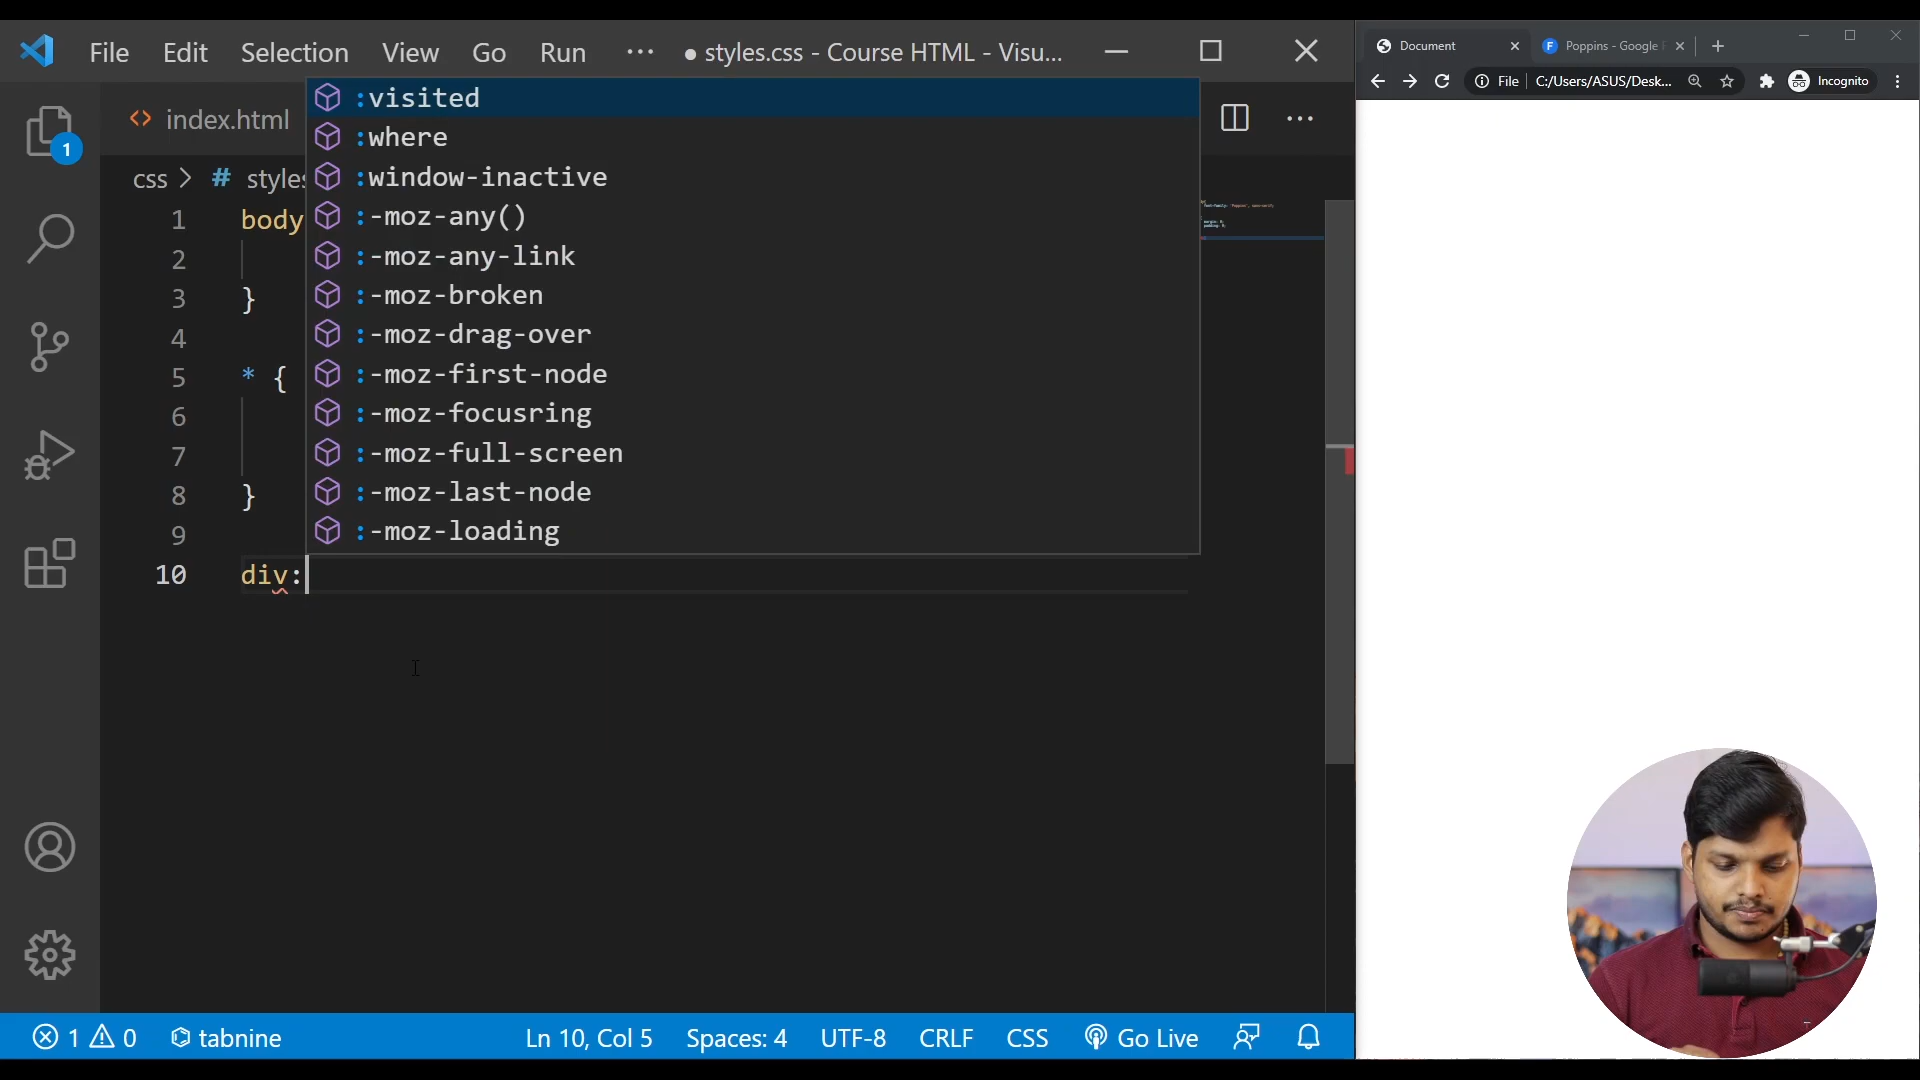 File Edit Selection View Go Run ··· ● styles.css - Course HTML - Visu...
Document
Poppins - Google F
File C:/Users/ASUS/Desk...
Incognito
1
index.html
css > # styles
:visited
:where
:window-inactive
:-moz-any()
:-moz-any-link
:-moz-broken
:-moz-drag-over
:-moz-first-node
:-moz-focusring
:-moz-full-screen
:-moz-last-node
:-moz-loading
1 body
2
3 }
4
5 * {
6
7
8 }
9
10 div:
1 0 tabnine Ln 10, Col 5 Spaces: 4 UTF-8 CRLF CSS Go Live